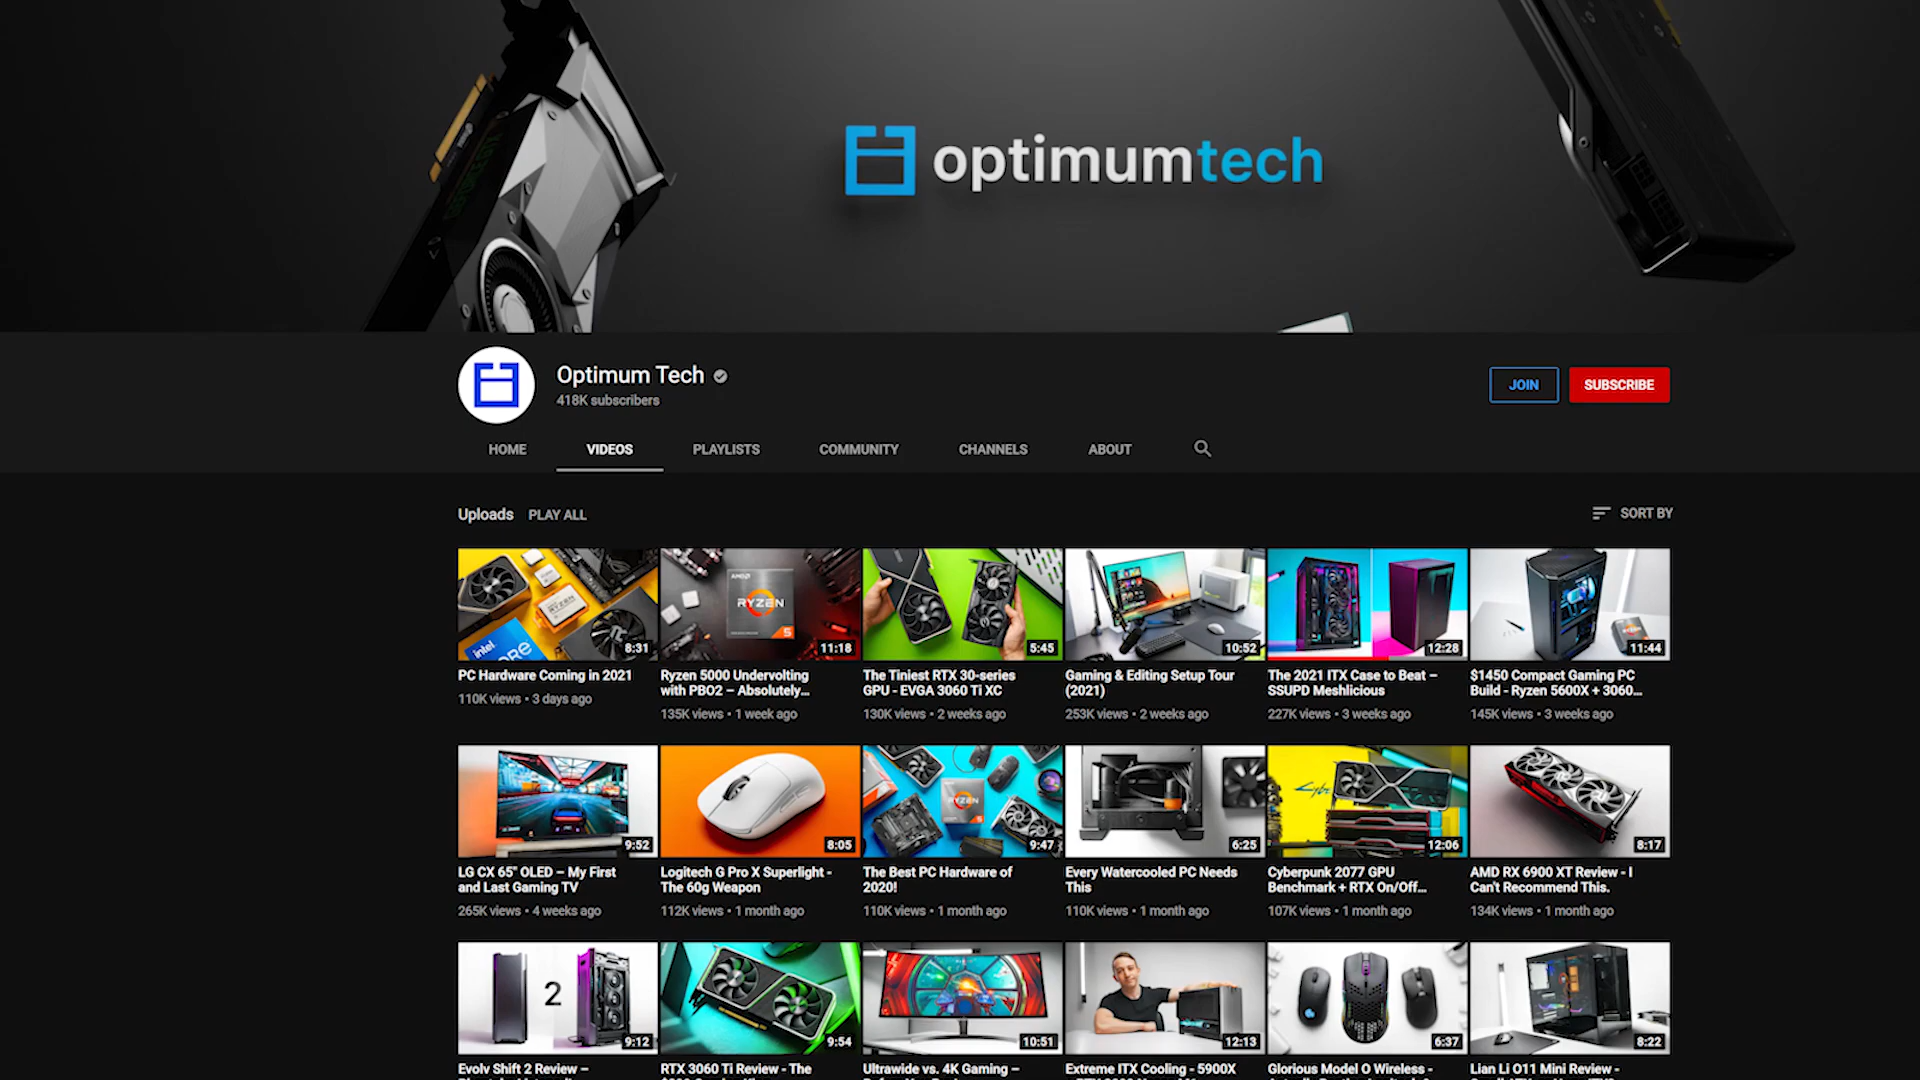 optimumtech
Optimum Tech
418K subscribers
JOIN
SUBSCRIBE
HOME
VIDEOS
PLAYLISTS
COMMUNITY
CHANNELS
ABOUT
Uploads
PLAY ALL
SORT BY
intel
CORE
RYZEN
8:31
AMD
RYZEN
5
11:18
5:45
10:52
12:28
11:44
PC Hardware Coming in 2021
110K views • 3 days ago
Ryzen 5000 Undervolting
with PBO2 – Absolutely...
135K views • 1 week ago
The Tiniest RTX 30-series
GPU - EVGA 3060 Ti XC
130K views • 2 weeks ago
Gaming & Editing Setup Tour
(2021)
253K views • 2 weeks ago
The 2021 ITX Case to Beat –
SSUPD Meshlicious
227K views • 3 weeks ago
$1450 Compact Gaming PC
Build - Ryzen 5600X + 3060...
145K views • 3 weeks ago
9:52
8:05
RYZEN
9:47
6:25
12:06
8:17
LG CX 65" OLED – My First
and Last Gaming TV
265K views • 4 weeks ago
Logitech G Pro X Superlight -
The 60g Weapon
112K views • 1 month ago
The Best PC Hardware of
2020!
110K views • 1 month ago
Every Watercooled PC Needs
This
110K views • 1 month ago
Cyberpunk 2077 GPU
Benchmark + RTX On/Off...
107K views • 1 month ago
AMD RX 6900 XT Review - I
Can't Recommend This.
134K views • 1 month ago
2
9:12
9:54
10:51
12:13
6:37
8:22
Evolv Shift 2 Review –
RTX 3060 Ti Review - The
Ultrawide vs. 4K Gaming –
Extreme ITX Cooling - 5900X
Glorious Model O Wireless -
Lian Li O11 Mini Review -